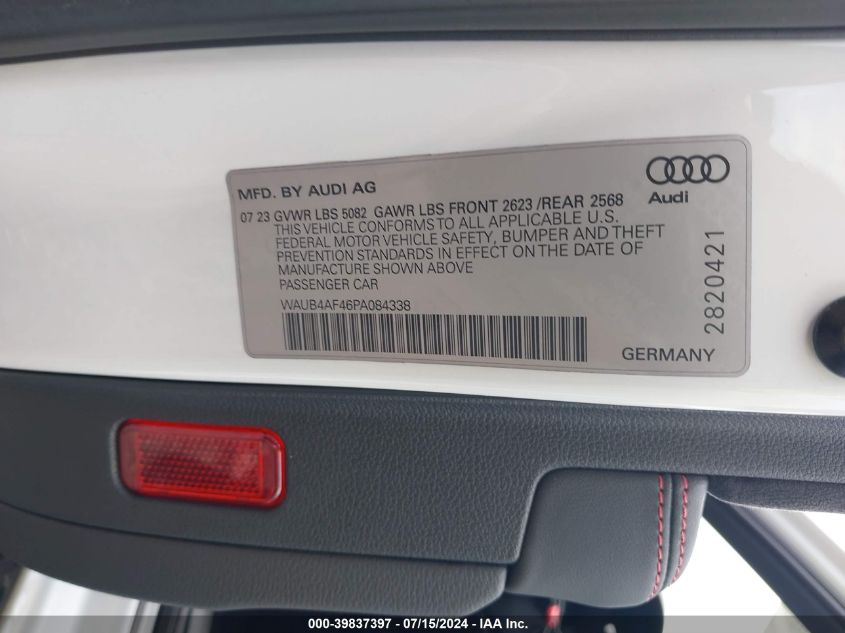 MFD. BY AUDI AG
Audi
07 23 GVWR LBS 5082 GAWR LBS FRONT 2623 /REAR 2568
THIS VEHICLE CONFORMS TO ALL APPLICABLE U.S.
FEDERAL MOTOR VEHICLE SAFETY, BUMPER AND THEFT
PREVENTION STANDARDS IN EFFECT ON THE DATE OF
MANUFACTURE SHOWN ABOVE
PASSENGER CAR
WAUB4AF46PA084338
2820421
GERMANY
000-39837397 - 07/15/2024 - IAA Inc.